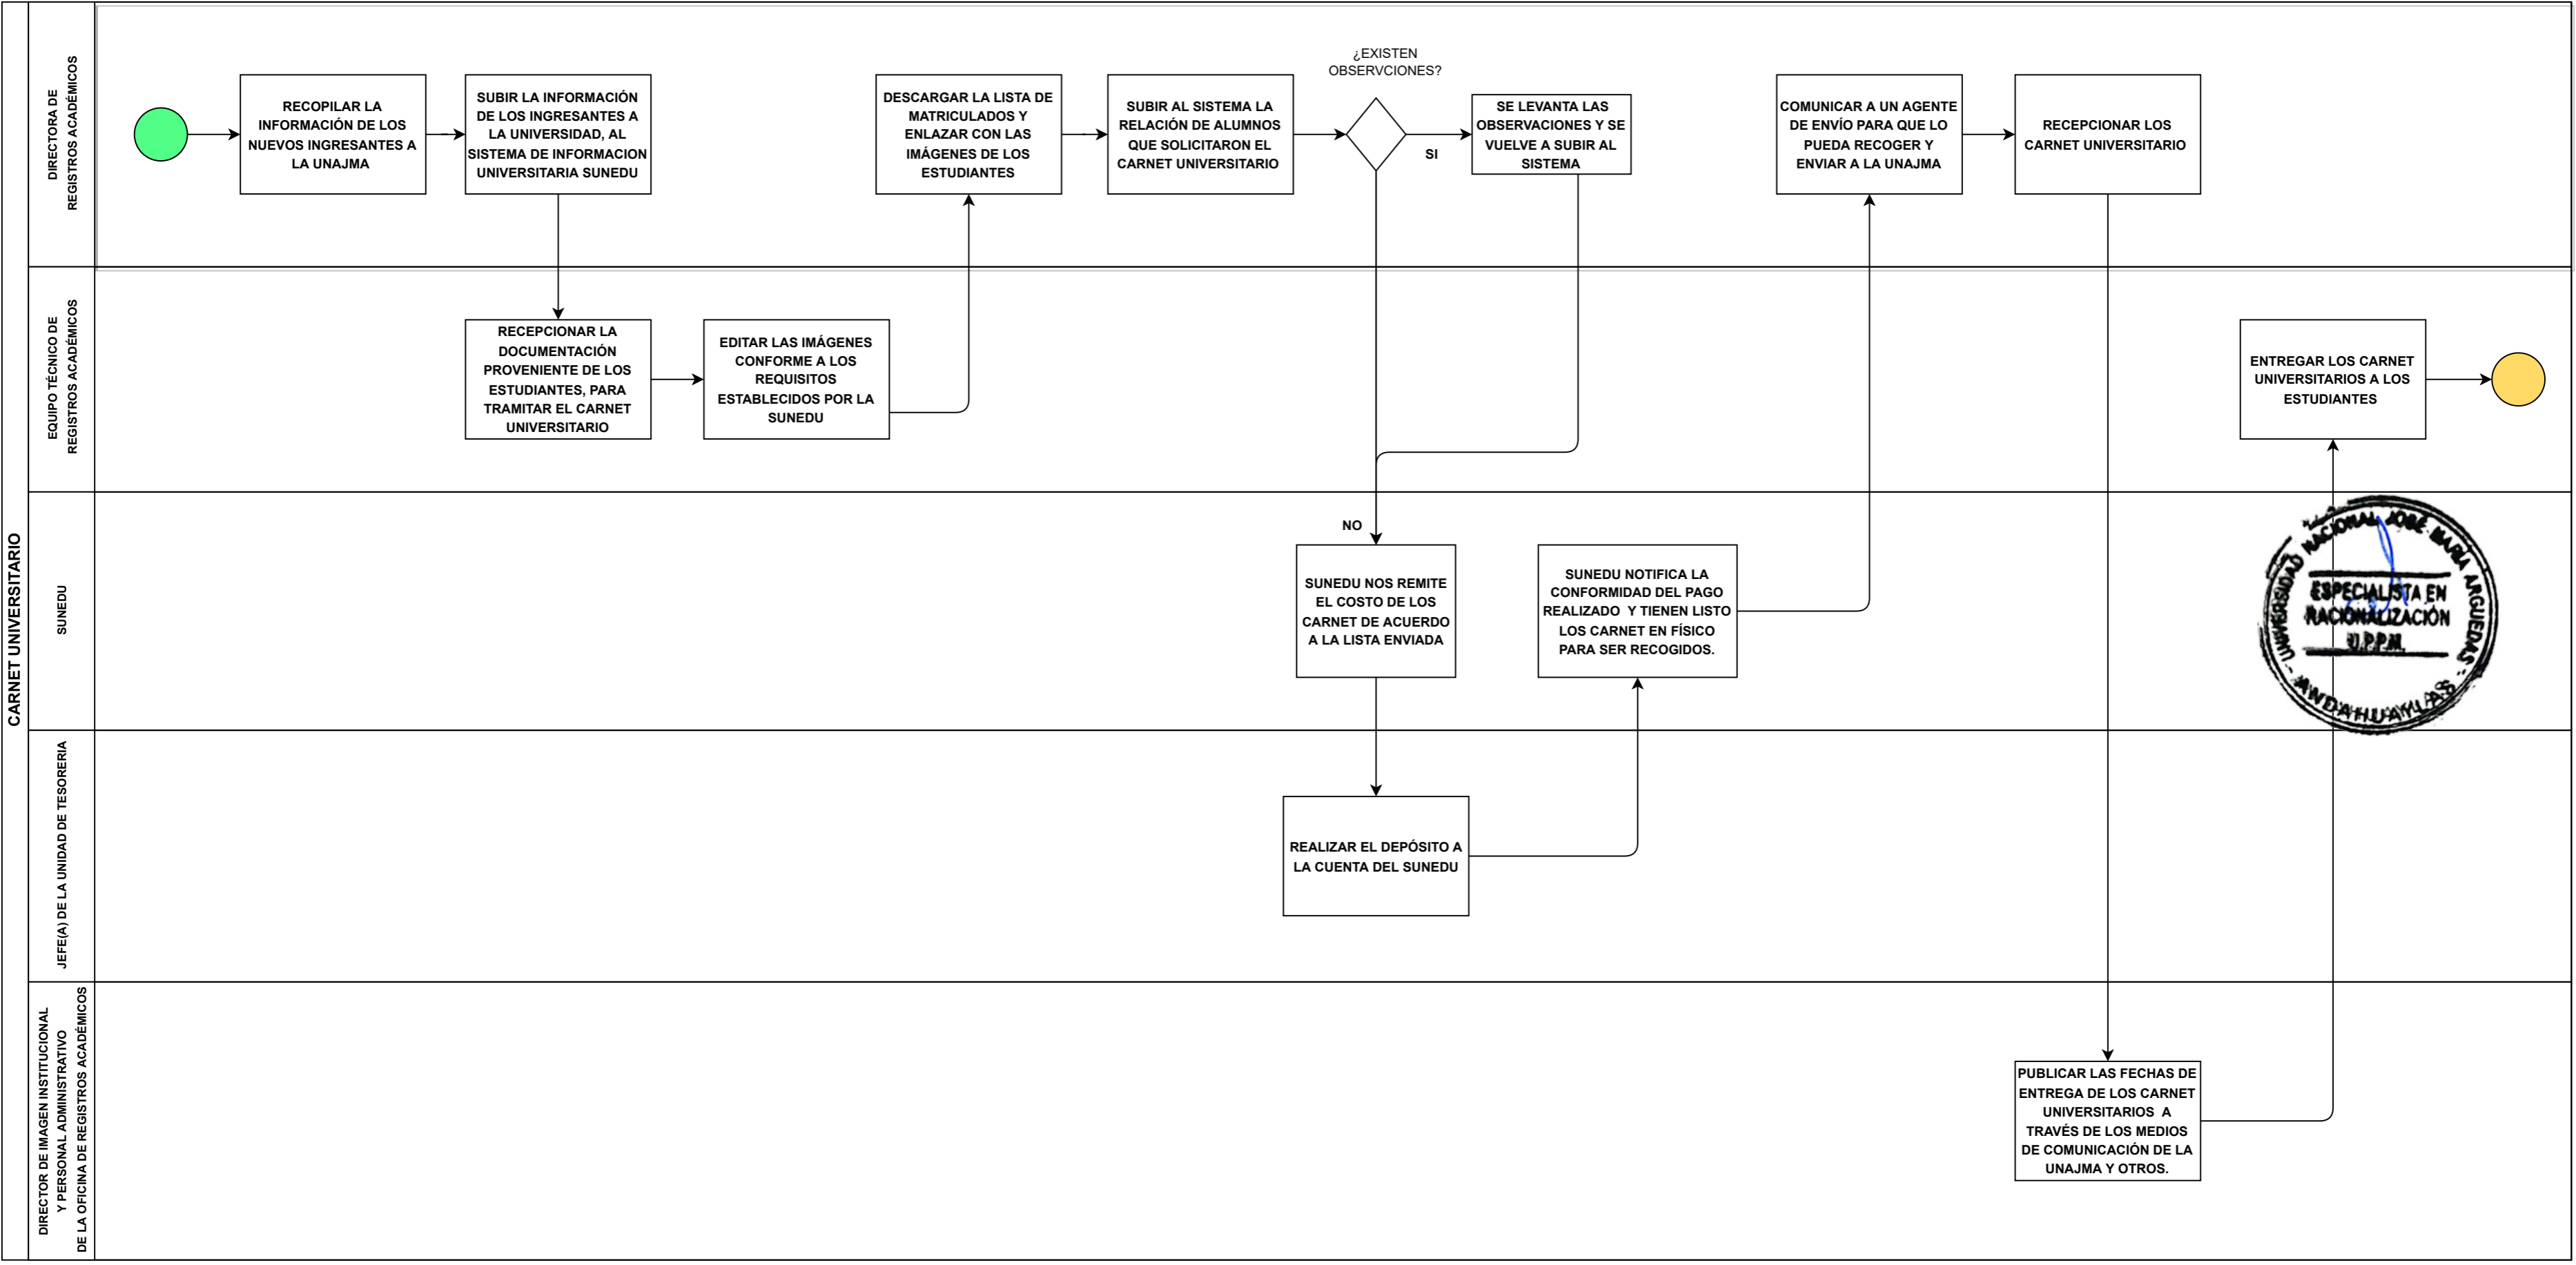 CARNET UNIVERSITARIO
DIRECTORA DE
REGISTROS ACADÉMICOS
RECOPILAR LA
INFORMACIÓN DE LOS
NUEVOS INGRESANTES A
LA UNAJMA
SUBIR LA INFORMACIÓN
DE LOS INGRESANTES A
LA UNIVERSIDAD, AL
SISTEMA DE INFORMACION
UNIVERSITARIA SUNEDU
DESCARGAR LA LISTA DE
MATRICULADOS Y
ENLAZAR CON LAS
IMÁGENES DE LOS
ESTUDIANTES
SUBIR AL SISTEMA LA
RELACIÓN DE ALUMNOS
QUE SOLICITARON EL
CARNET UNIVERSITARIO
¿EXISTEN
OBSERVCIONES?
SI
SE LEVANTA LAS
OBSERVACIONES Y SE
VUELVE A SUBIR AL
SISTEMA
COMUNICAR A UN AGENTE
DE ENVÍO PARA QUE LO
PUEDA RECOGER Y
ENVIAR A LA UNAJMA
RECEPCIONAR LOS
CARNET UNIVERSITARIO
EQUIPO TÉCNICO DE
REGISTROS ACADÉMICOS
RECEPCIONAR LA
DOCUMENTACIÓN
PROVENIENTE DE LOS
ESTUDIANTES, PARA
TRAMITAR EL CARNET
UNIVERSITARIO
EDITAR LAS IMÁGENES
CONFORME A LOS
REQUISITOS
ESTABLECIDOS POR LA
SUNEDU
ENTREGAR LOS CARNET
UNIVERSITARIOS A LOS
ESTUDIANTES
SUNEDU
NO
SUNEDU NOS REMITE
EL COSTO DE LOS
CARNET DE ACUERDO
A LA LISTA ENVIADA
SUNEDU NOTIFICA LA
CONFORMIDAD DEL PAGO
REALIZADO Y TIENEN LISTO
LOS CARNET EN FÍSICO
PARA SER RECOGIDOS.
UNIVERSIDAD NACIONAL JOSÉ MARÍA ARGUEDAS
ESPECIALISTA EN
RACIONALIZACIÓN
U.P.P.M.
- ANDAHUAYLAS -
JEFE(A) DE LA UNIDAD DE TESORERIA
REALIZAR EL DEPÓSITO A
LA CUENTA DEL SUNEDU
DIRECTOR DE IMAGEN INSTITUCIONAL
Y PERSONAL ADMINISTRATIVO
DE LA OFICINA DE REGISTROS ACADÉMICOS
PUBLICAR LAS FECHAS DE
ENTREGA DE LOS CARNET
UNIVERSITARIOS A
TRAVÉS DE LOS MEDIOS
DE COMUNICACIÓN DE LA
UNAJMA Y OTROS.